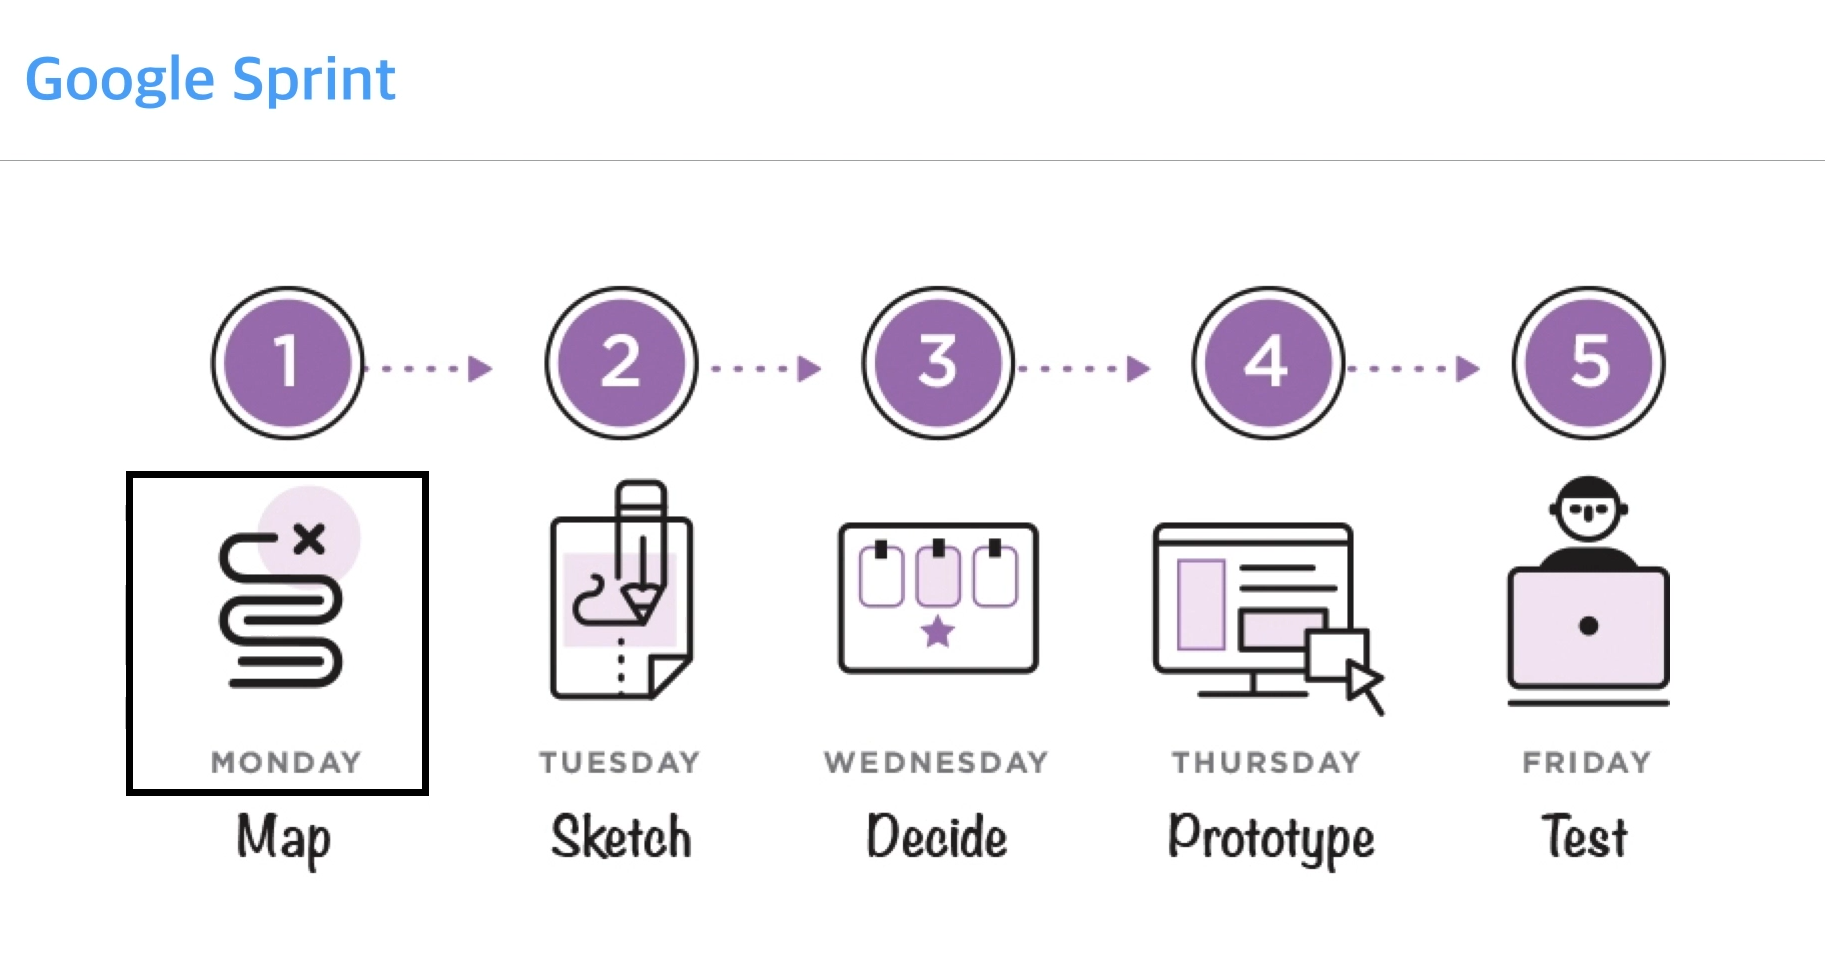 Google Sprint
1
2
3
4
5
MONDAY
TUESDAY
WEDNESDAY
THURSDAY
FRIDAY
Map
Sketch
Decide
Prototype
Test